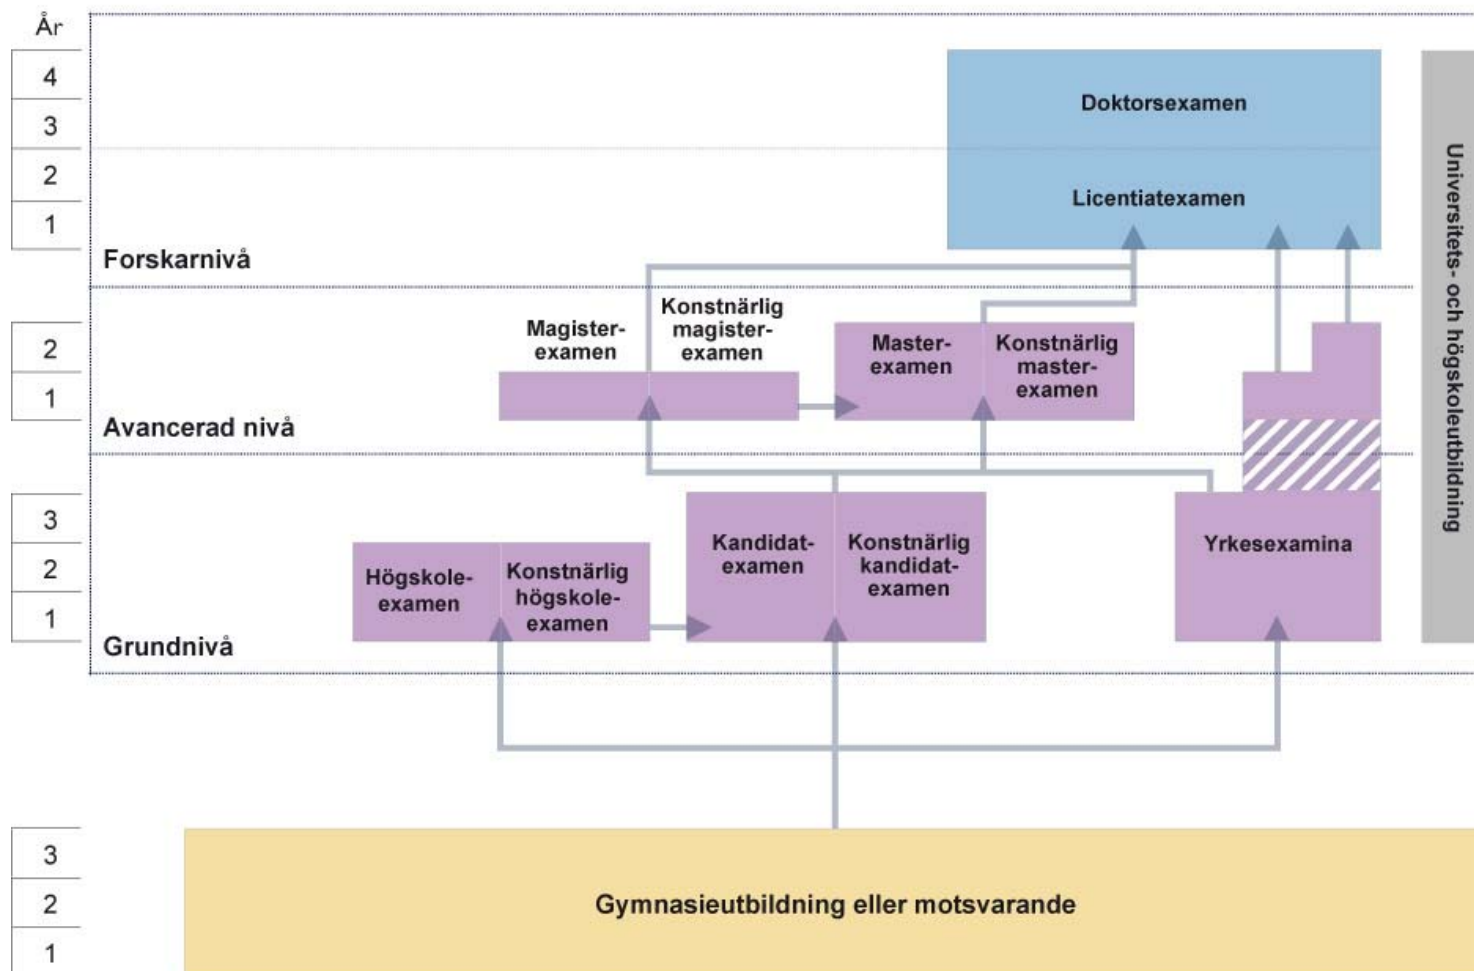 År
4
3
2
1
Doktorsexamen
Licentiatexamen
Forskarnivå
2
1
Magister-
examen
Konstnärlig
magister-
examen
Master-
examen
Konstnärlig
master-
examen
Avancerad nivå
3
2
1
Högskole-
examen
Konstnärlig
högskole-
examen
Kandidat-
examen
Konstnärlig
kandidat-
examen
Yrkesexamina
Grundnivå
Universitets- och högskoleutbildning
3
2
1
Gymnasieutbildning eller motsvarande